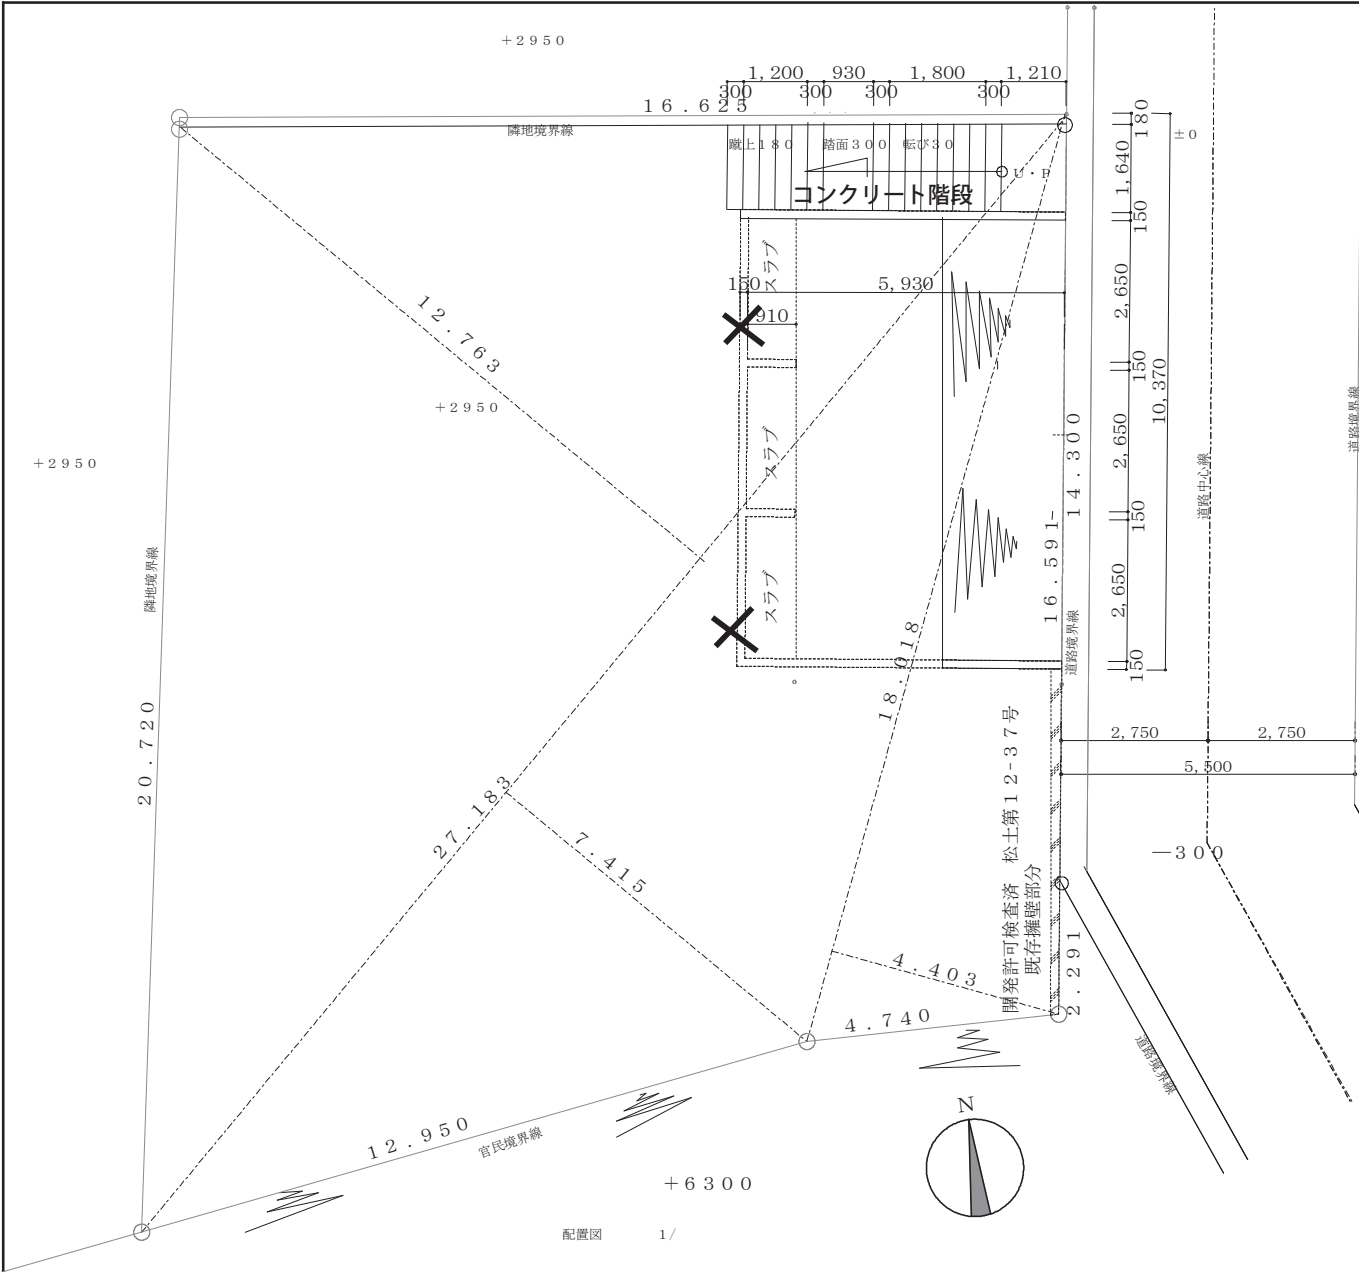 +2950
1,200 930 1,800 1,210
300 300 300 300
16.625
隣地境界線
蹴上180 踏面300 転び30
U・P
コンクリート階段
180
±0
1,640
150
2,650
150
10,370
2,650
150
2,650
150
スラブ
150
5,930
910
スラブ
スラブ
12.763
+2950
+2950
隣地境界線
20.720
27.183
7.415
18.018
4.403
14.300
16.591
道路境界線
道路中心線
道路境界線
2,750 2,750
5,500
-300
開発許可検査済 松土第12-37号
既存擁壁部分
2.291
4.740
道路境界線
12.950
官民境界線
N
+6300
配置図 1/